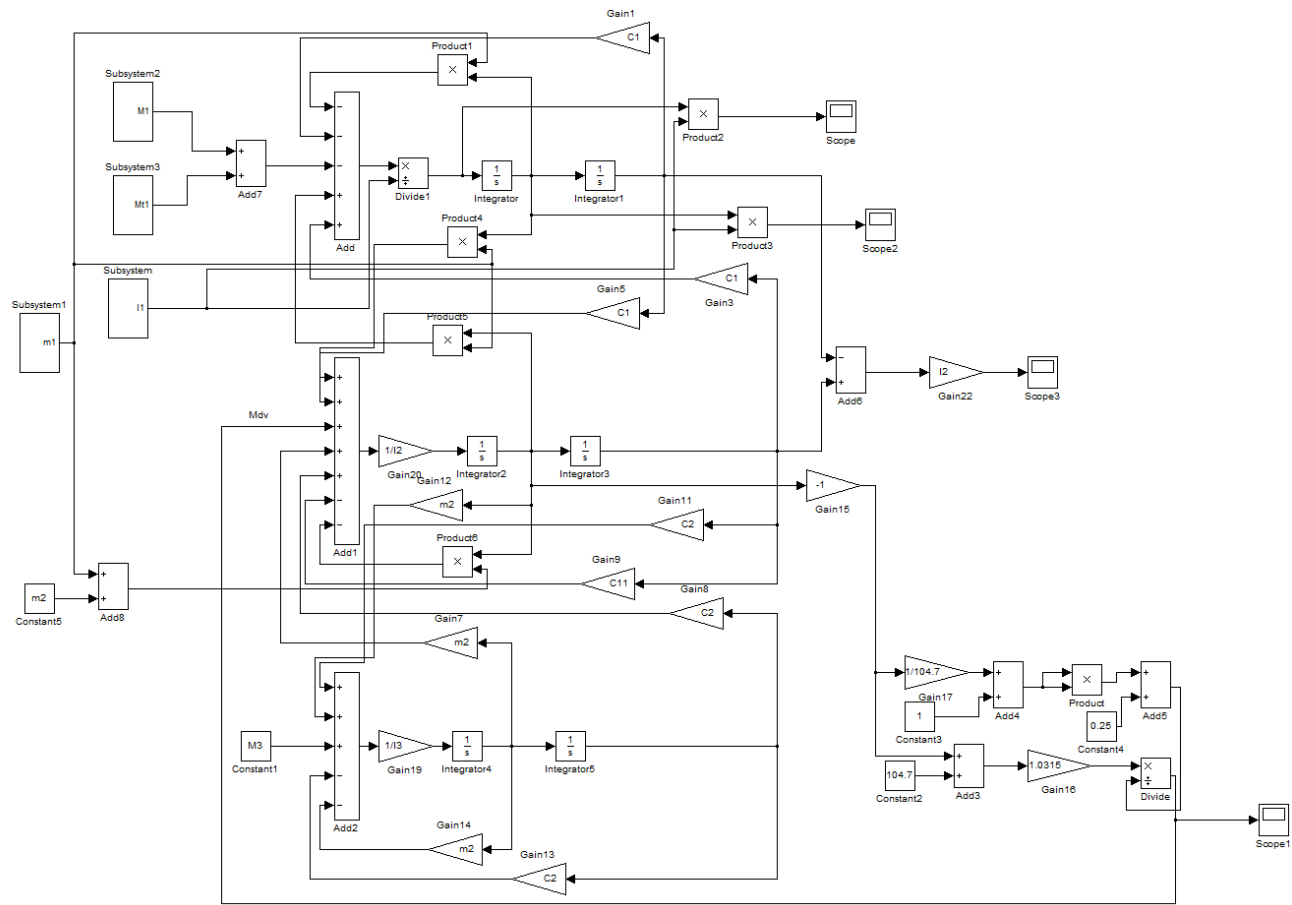 Gain1
C1
Product1
×
Subsystem2
M1
Subsystem3
Mt1
+
+
Add7
−
−
−
+
+
Add
×
÷
Divide1
1
s
Integrator
1
s
Integrator1
×
Product2
Scope
×
Product3
Scope2
Product4
×
Subsystem
I1
C1
Gain3
Gain5
C1
Subsystem1
m1
Product5
×
−
+
Add6
I2
Gain22
Scope3
Mdv
+
+
+
+
+
−
−
Add1
1/I2
Gain20
1
s
Integrator2
1
s
Integrator3
Gain12
m2
-1
Gain15
Gain11
C2
Product6
×
Gain9
C11
Gain8
C2
m2
Constant5
+
+
Add8
Gain7
m2
+
+
+
−
−
Add2
M3
Constant1
1/I3
Gain19
1
s
Integrator4
1
s
Integrator5
Gain14
m2
Gain13
C2
1/104.7
Gain17
1
Constant3
+
+
Add4
×
Product
0.25
Constant4
+
+
Add5
104.7
Constant2
+
+
Add3
1.0315
Gain16
×
÷
Divide
Scope1